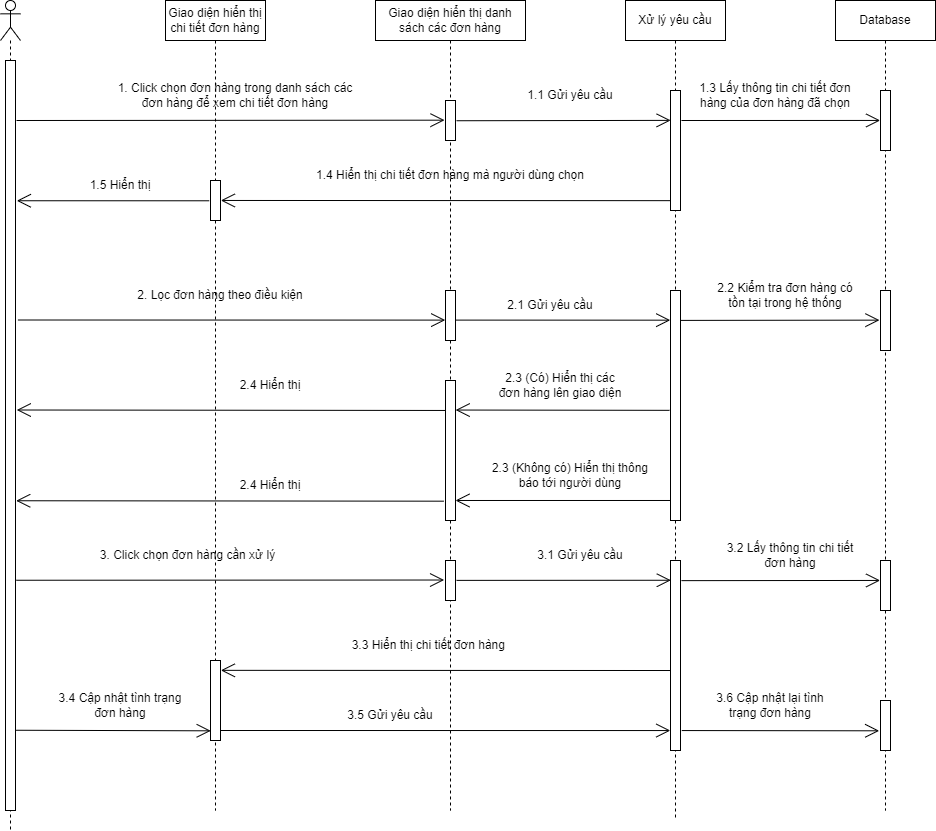 Giao diện hiển thị
chi tiết đơn hàng
Giao diện hiển thị danh
sách các đơn hàng
Xử lý yêu cầu
Database
1. Click chọn đơn hàng trong danh sách các
đơn hàng để xem chi tiết đơn hàng
1.1 Gửi yêu cầu
1.3 Lấy thông tin chi tiết đơn
hàng của đơn hàng đã chọn
1.4 Hiển thị chi tiết đơn hàng mà người dùng chọn
1.5 Hiển thị
2. Lọc đơn hàng theo điều kiện
2.1 Gửi yêu cầu
2.2 Kiểm tra đơn hàng có
tồn tại trong hệ thống
2.3 (Có) Hiển thị các
đơn hàng lên giao diện
2.4 Hiển thị
2.3 (Không có) Hiển thị thông
báo tới người dùng
2.4 Hiển thị
3. Click chọn đơn hàng cần xử lý
3.1 Gửi yêu cầu
3.2 Lấy thông tin chi tiết
đơn hàng
3.3 Hiển thị chi tiết đơn hàng
3.4 Cập nhật tình trạng
đơn hàng
3.5 Gửi yêu cầu
3.6 Cập nhật lại tình
trạng đơn hàng